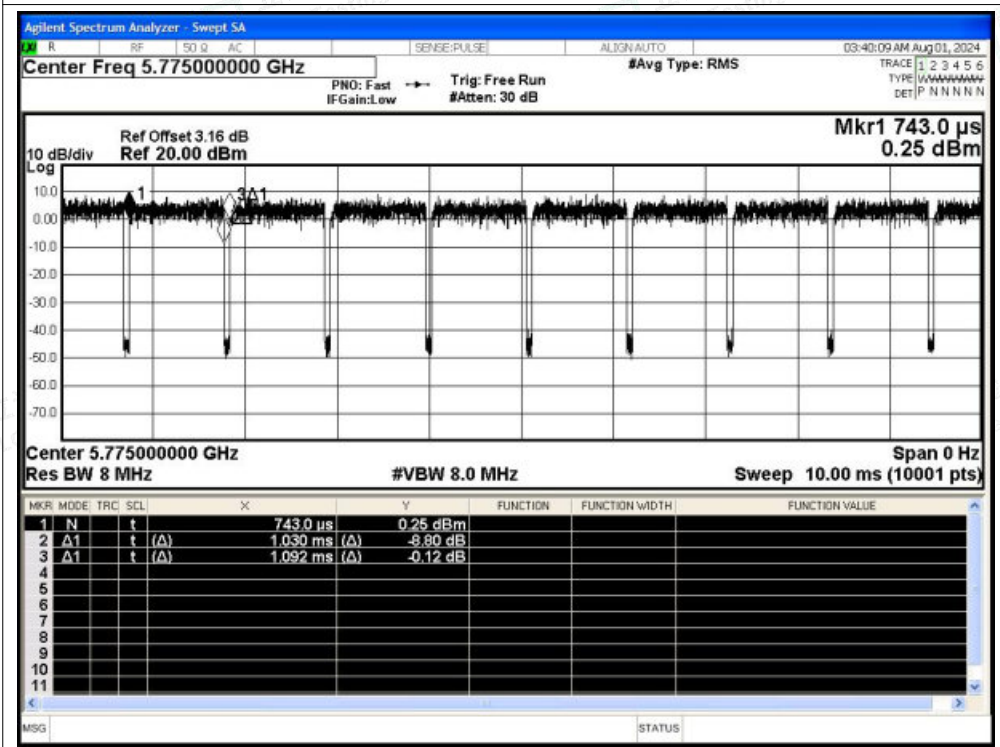 Agilent Spectrum Analyzer - Swept SA
R RF 50 Ω AC SENSE:PULSE ALIGN AUTO 03:40:09 AM Aug 01, 2024
Center Freq 5.775000000 GHz #Avg Type: RMS TRACE 1 2 3 4 5 6
PNO: Fast Trig: Free Run TYPE
IFGain:Low #Atten: 30 dB DET P N N N N N
Mkr1 743.0 µs
0.25 dBm
Ref Offset 3.16 dB
10 dB/div Ref 20.00 dBm
Log
10.0
0.00
-10.0
-20.0
-30.0
-40.0
-50.0
-60.0
-70.0
1
3Δ1
Center 5.775000000 GHz Span 0 Hz
Res BW 8 MHz #VBW 8.0 MHz Sweep 10.00 ms (10001 pts)
MKR MODE TRC SCL X Y FUNCTION FUNCTION WIDTH FUNCTION VALUE
1 N t 743.0 µs 0.25 dBm
2 Δ1 t (Δ) 1.030 ms (Δ) -8.80 dB
3 Δ1 t (Δ) 1.092 ms (Δ) -0.12 dB
4
5
6
7
8
9
10
11
MSG STATUS